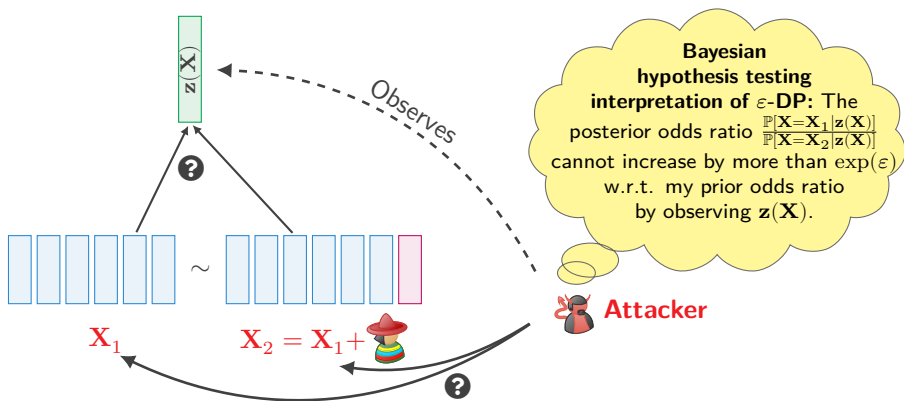 z(X)
Observes
?
∼
X₁
X₂ = X₁+
?
Attacker
Bayesian
hypothesis testing
interpretation of ε-DP: The
posterior odds ratio ℙ[X=X₁|z(X)] / ℙ[X=X₂|z(X)]
cannot increase by more than exp(ε)
w.r.t. my prior odds ratio
by observing z(X).